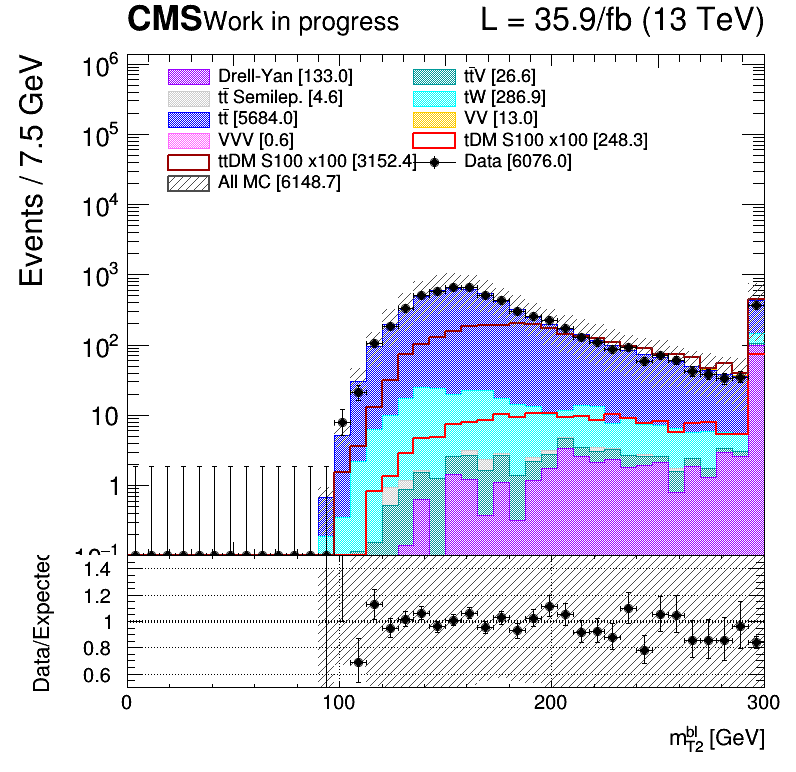 CMS Work in progress L = 35.9/fb (13 TeV)
Events / 7.5 GeV
10⁶
10⁵
10⁴
10³
10²
10
1
10⁻¹
Drell-Yan [133.0] tt̄V [26.6]
tt̄ Semilep. [4.6] tW [286.9]
tt̄ [5684.0] VV [13.0]
VVV [0.6] tDM S100 x100 [248.3]
ttDM S100 x100 [3152.4] Data [6076.0]
All MC [6148.7]
Data/Expected
1.4
1.2
1
0.8
0.6
0 100 200 300
m_{T2}^{bl} [GeV]